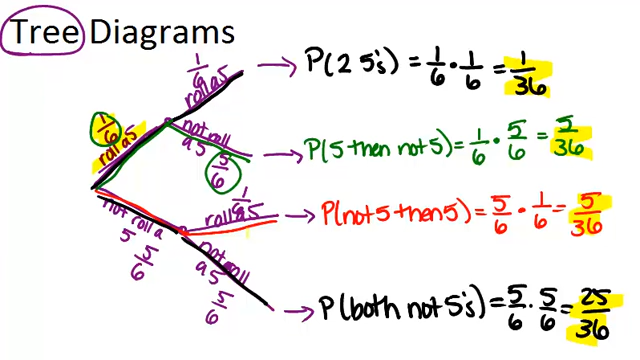 Tree Diagrams
1/6
roll a 5
P(2 5's) = 1/6 · 1/6 = 1/36
1/6
roll a 5
not roll
a 5
5/6
P(5 then not 5) = 1/6 · 5/6 = 5/36
1/6
roll a 5
P(not 5 then 5) = 5/6 · 1/6 = 5/36
not roll a
5
5/6
not roll
a 5
5/6
P(both not 5's) = 5/6 · 5/6 = 25/36